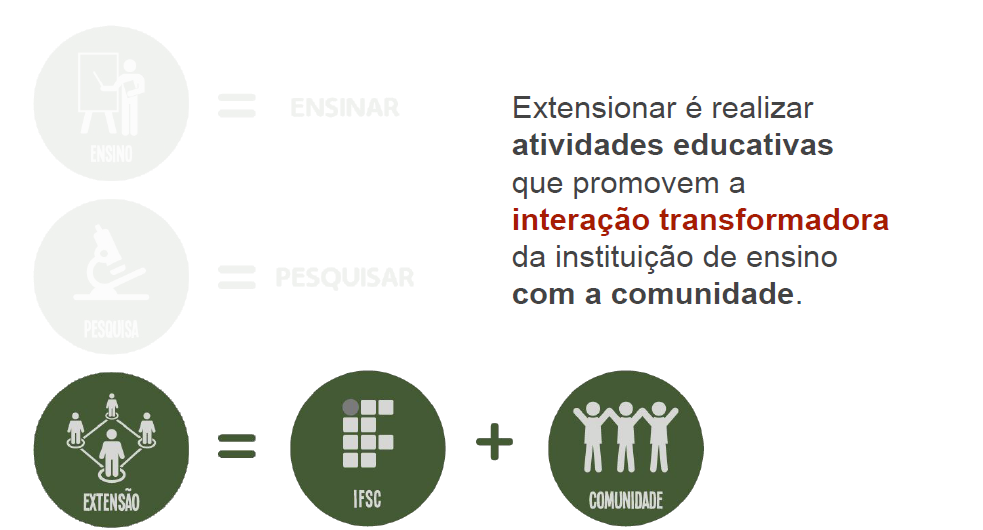 ENSINO
= ENSINAR
Extensionar é realizar
atividades educativas
que promovem a
interação transformadora
da instituição de ensino
com a comunidade.
PESQUISA
= PESQUISAR
EXTENSÃO
=
IFSC
+
COMUNIDADE